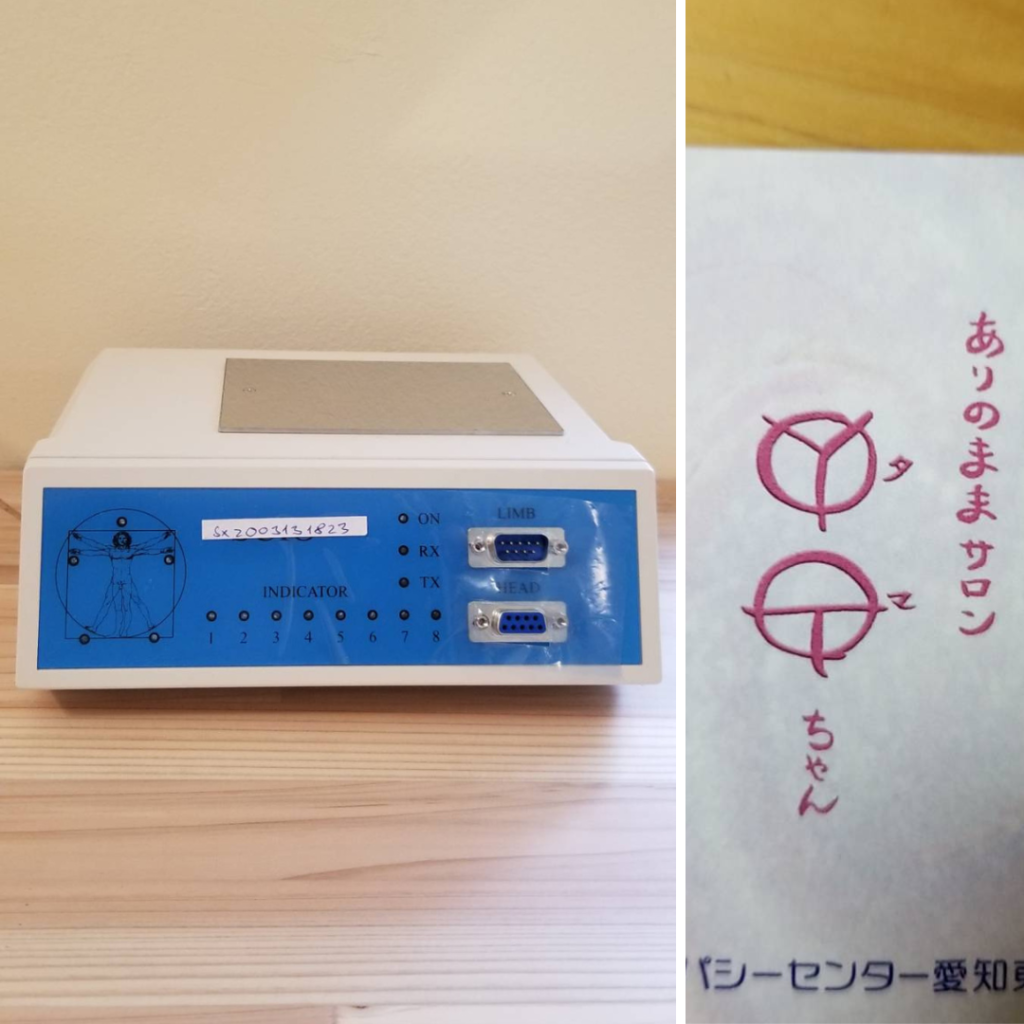 SX2003131823
ON
LIMB
RX
TX
HEAD
INDICATOR
1 2 3 4 5 6 7 8
ありのままサロン
タマちゃん
パシーセンター愛知東